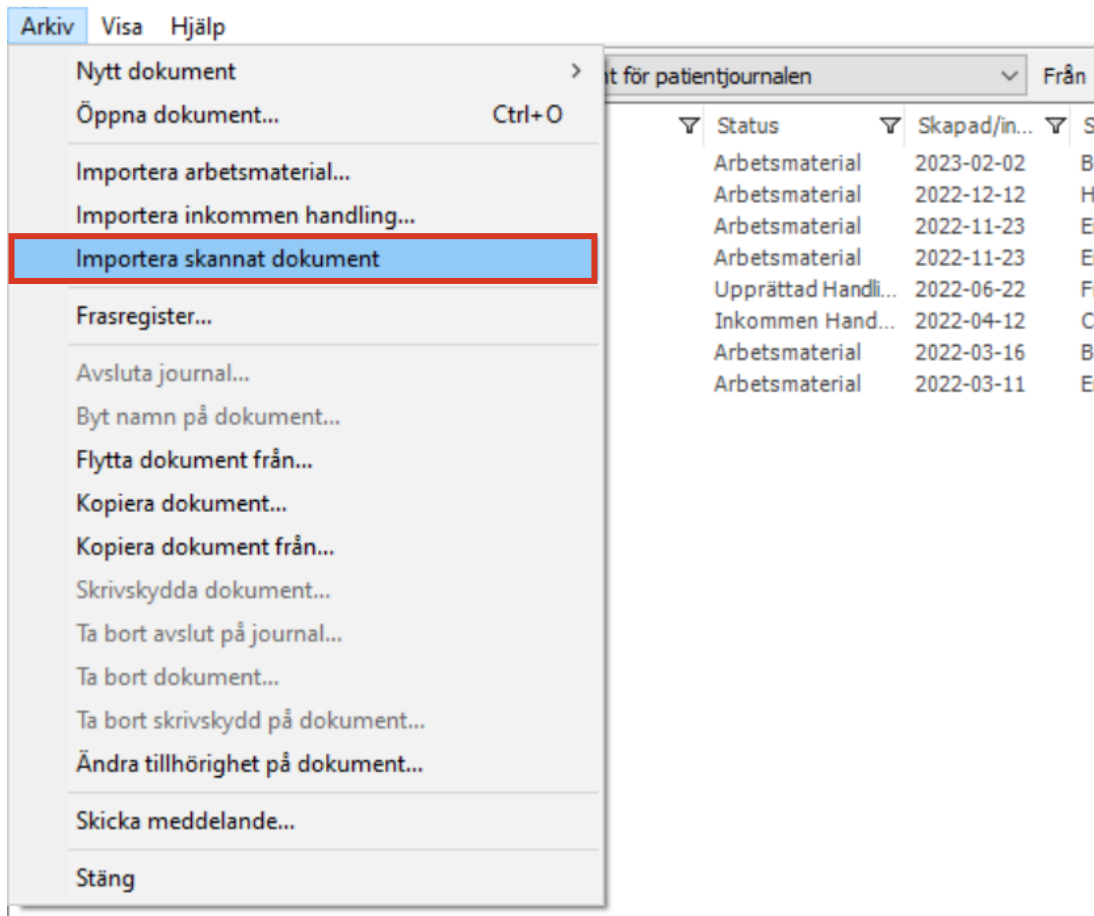 Arkiv Visa Hjälp
Nytt dokument
Öppna dokument... Ctrl+O
Importera arbetsmaterial...
Importera inkommen handling...
Importera skannat dokument
Frasregister...
Avsluta journal...
Byt namn på dokument...
Flytta dokument från...
Kopiera dokument...
Kopiera dokument från...
Skrivskydda dokument...
Ta bort avslut på journal...
Ta bort dokument...
Ta bort skrivskydd på dokument...
Ändra tillhörighet på dokument...
Skicka meddelande...
Stäng
för patientjournalen Från
Status Skapad/in... S
Arbetsmaterial 2023-02-02 B
Arbetsmaterial 2022-12-12 H
Arbetsmaterial 2022-11-23
Arbetsmaterial 2022-11-23
Upprättad Handli... 2022-06-22
Inkommen Hand... 2022-04-12 C
Arbetsmaterial 2022-03-16 B
Arbetsmaterial 2022-03-11